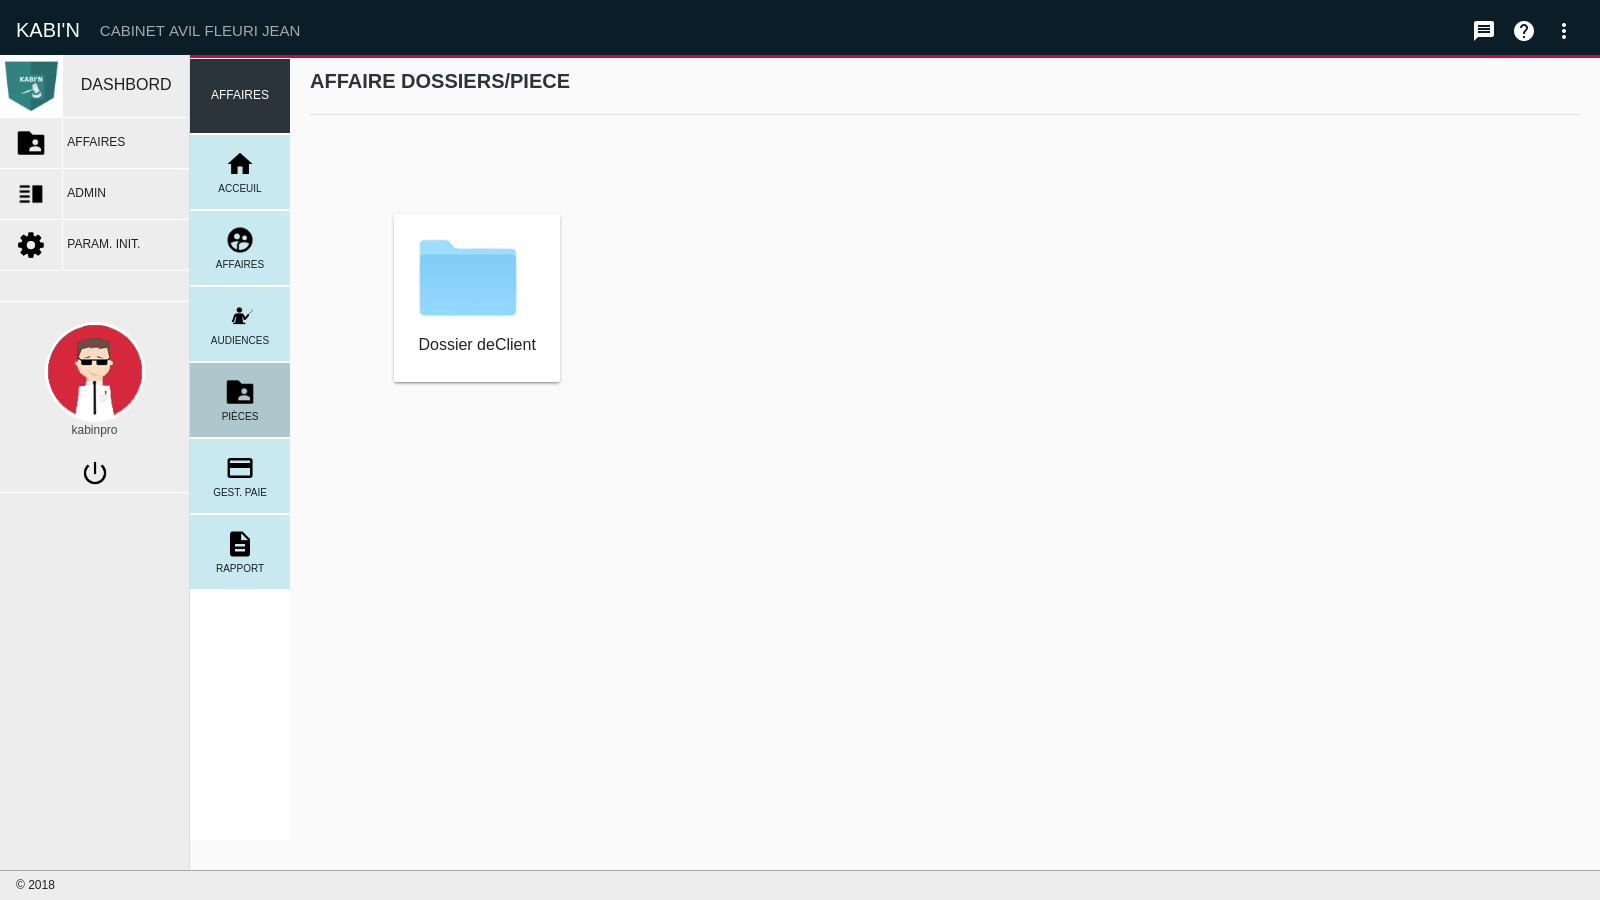 KABI'N CABINET AVIL FLEURI JEAN
KABI'N
DASHBORD
AFFAIRES
ADMIN
PARAM. INIT.
kabinpro
AFFAIRES
ACCEUIL
AFFAIRES
AUDIENCES
PIÈCES
GEST. PAIE
RAPPORT
AFFAIRE DOSSIERS/PIECE
Dossier deClient
© 2018